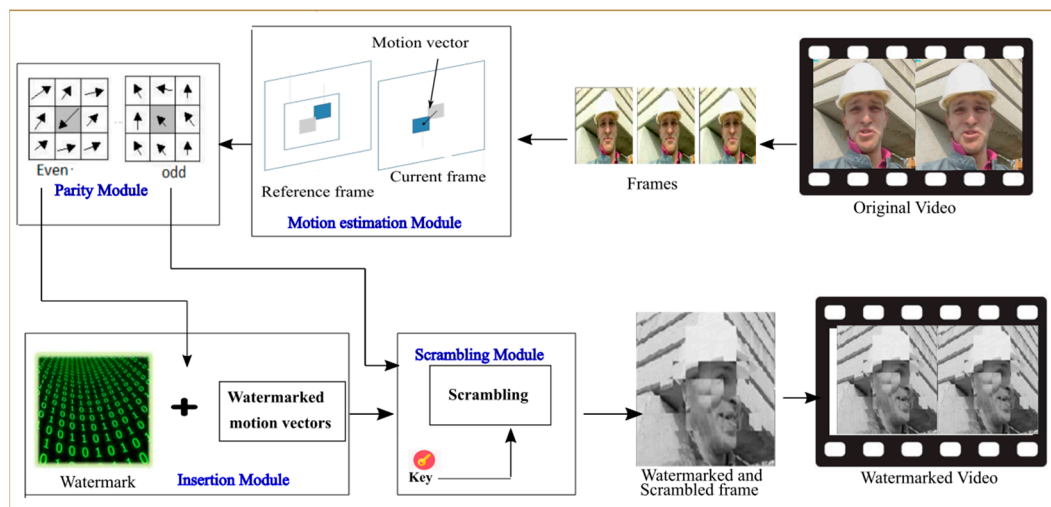 Motion vector
Even·
odd
Parity Module
Reference frame
Current frame
Motion estimation Module
Frames
Original Video
Scrambling Module
Scrambling
Key
Watermarked
motion vectors
Watermark
Insertion Module
Watermarked and
Scrambled frame
Watermarked Video